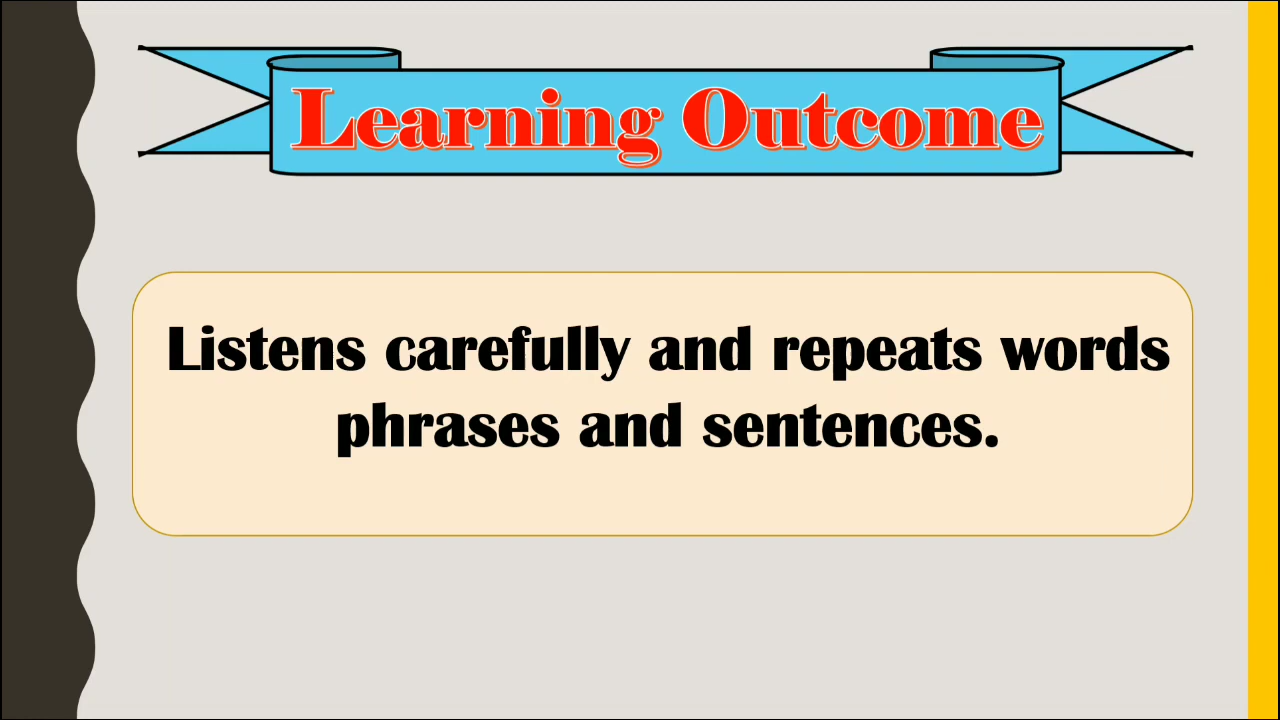 Learning Outcome
Listens carefully and repeats words
phrases and sentences.